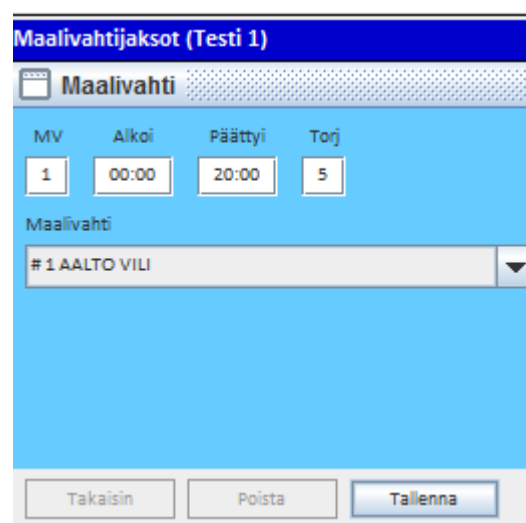 Maalivahtijaksot (Testi 1)
Maalivahti
MV Alkoi Päättyi Torj
1 00:00 20:00 5
Maalivahti
# 1 AALTO VILI
Takaisin Poista Tallenna